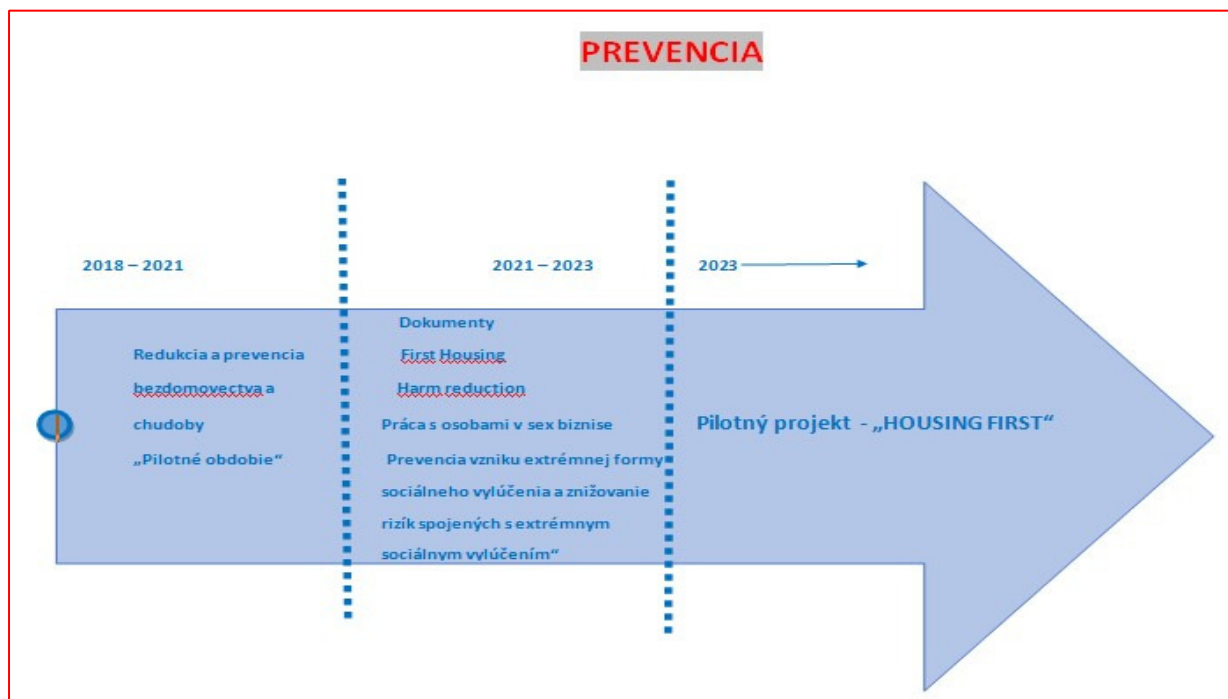 PREVENCIA
2018 – 2021
2021 – 2023
2023
Redukcia a prevencia
bezdomovectva a
chudoby
„Pilotné obdobie“
Dokumenty
First Housing
Harm reduction
Práca s osobami v sex biznise
Prevencia vzniku extrémnej formy
sociálneho vylúčenia a znižovanie
rizík spojených s extrémnym
sociálnym vylúčením“
Pilotný projekt - „HOUSING FIRST“